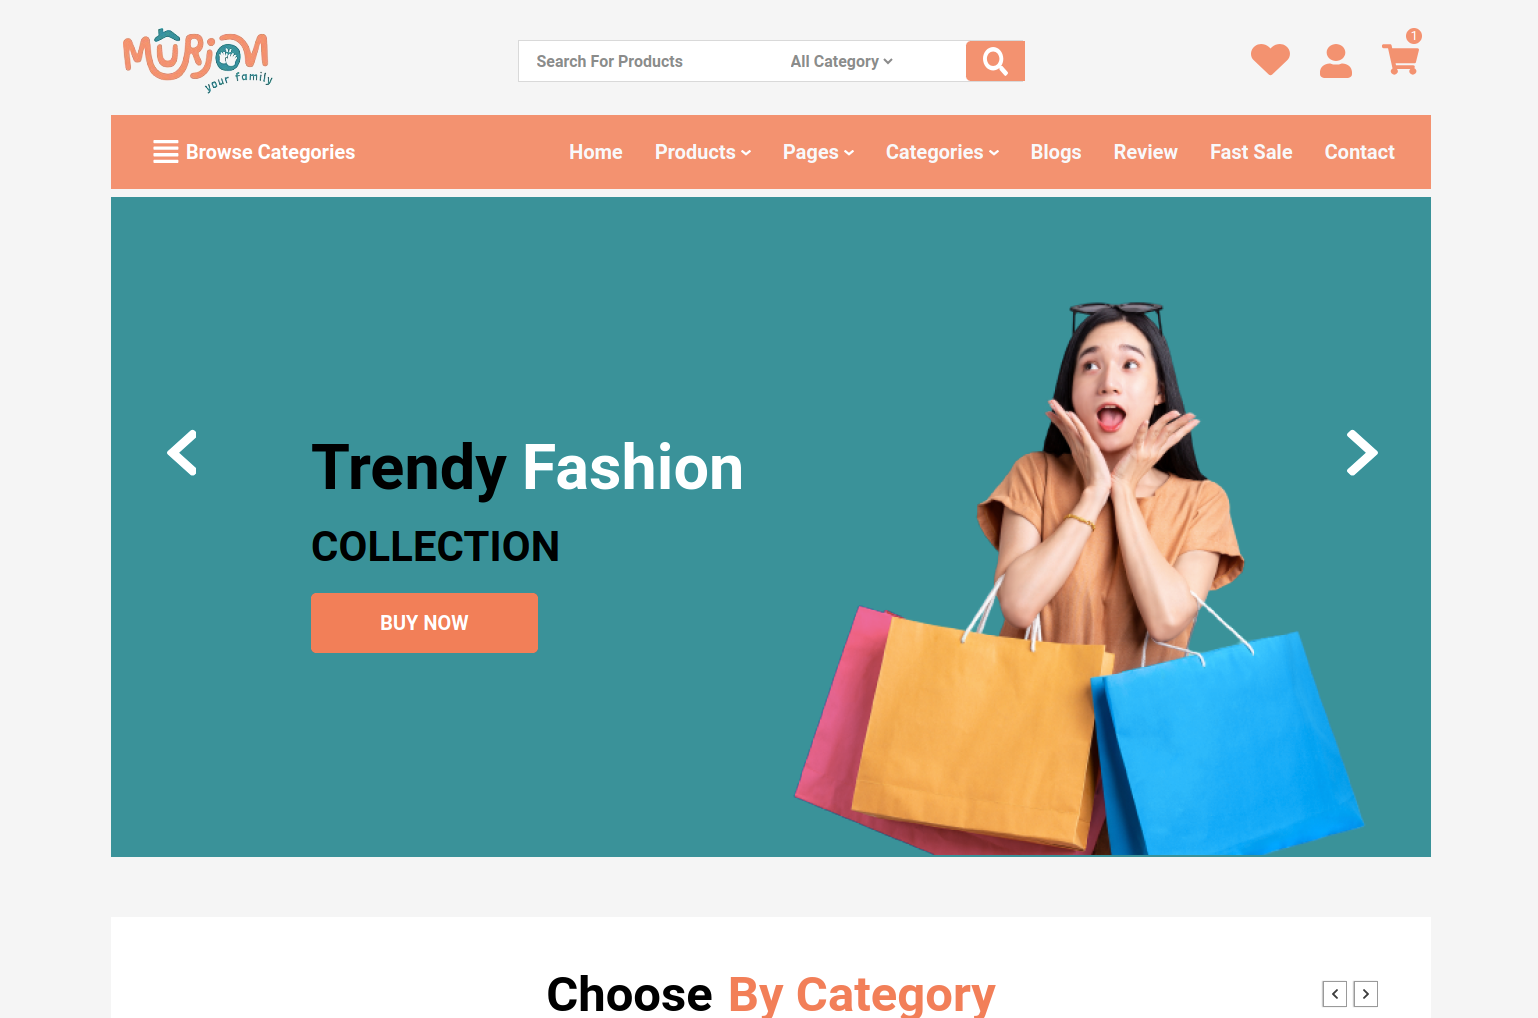 MURJAN
your family
Search For Products
All Category
1
Browse Categories
Home
Products
Pages
Categories
Blogs
Review
Fast Sale
Contact
Trendy Fashion
COLLECTION
BUY NOW
Choose By Category